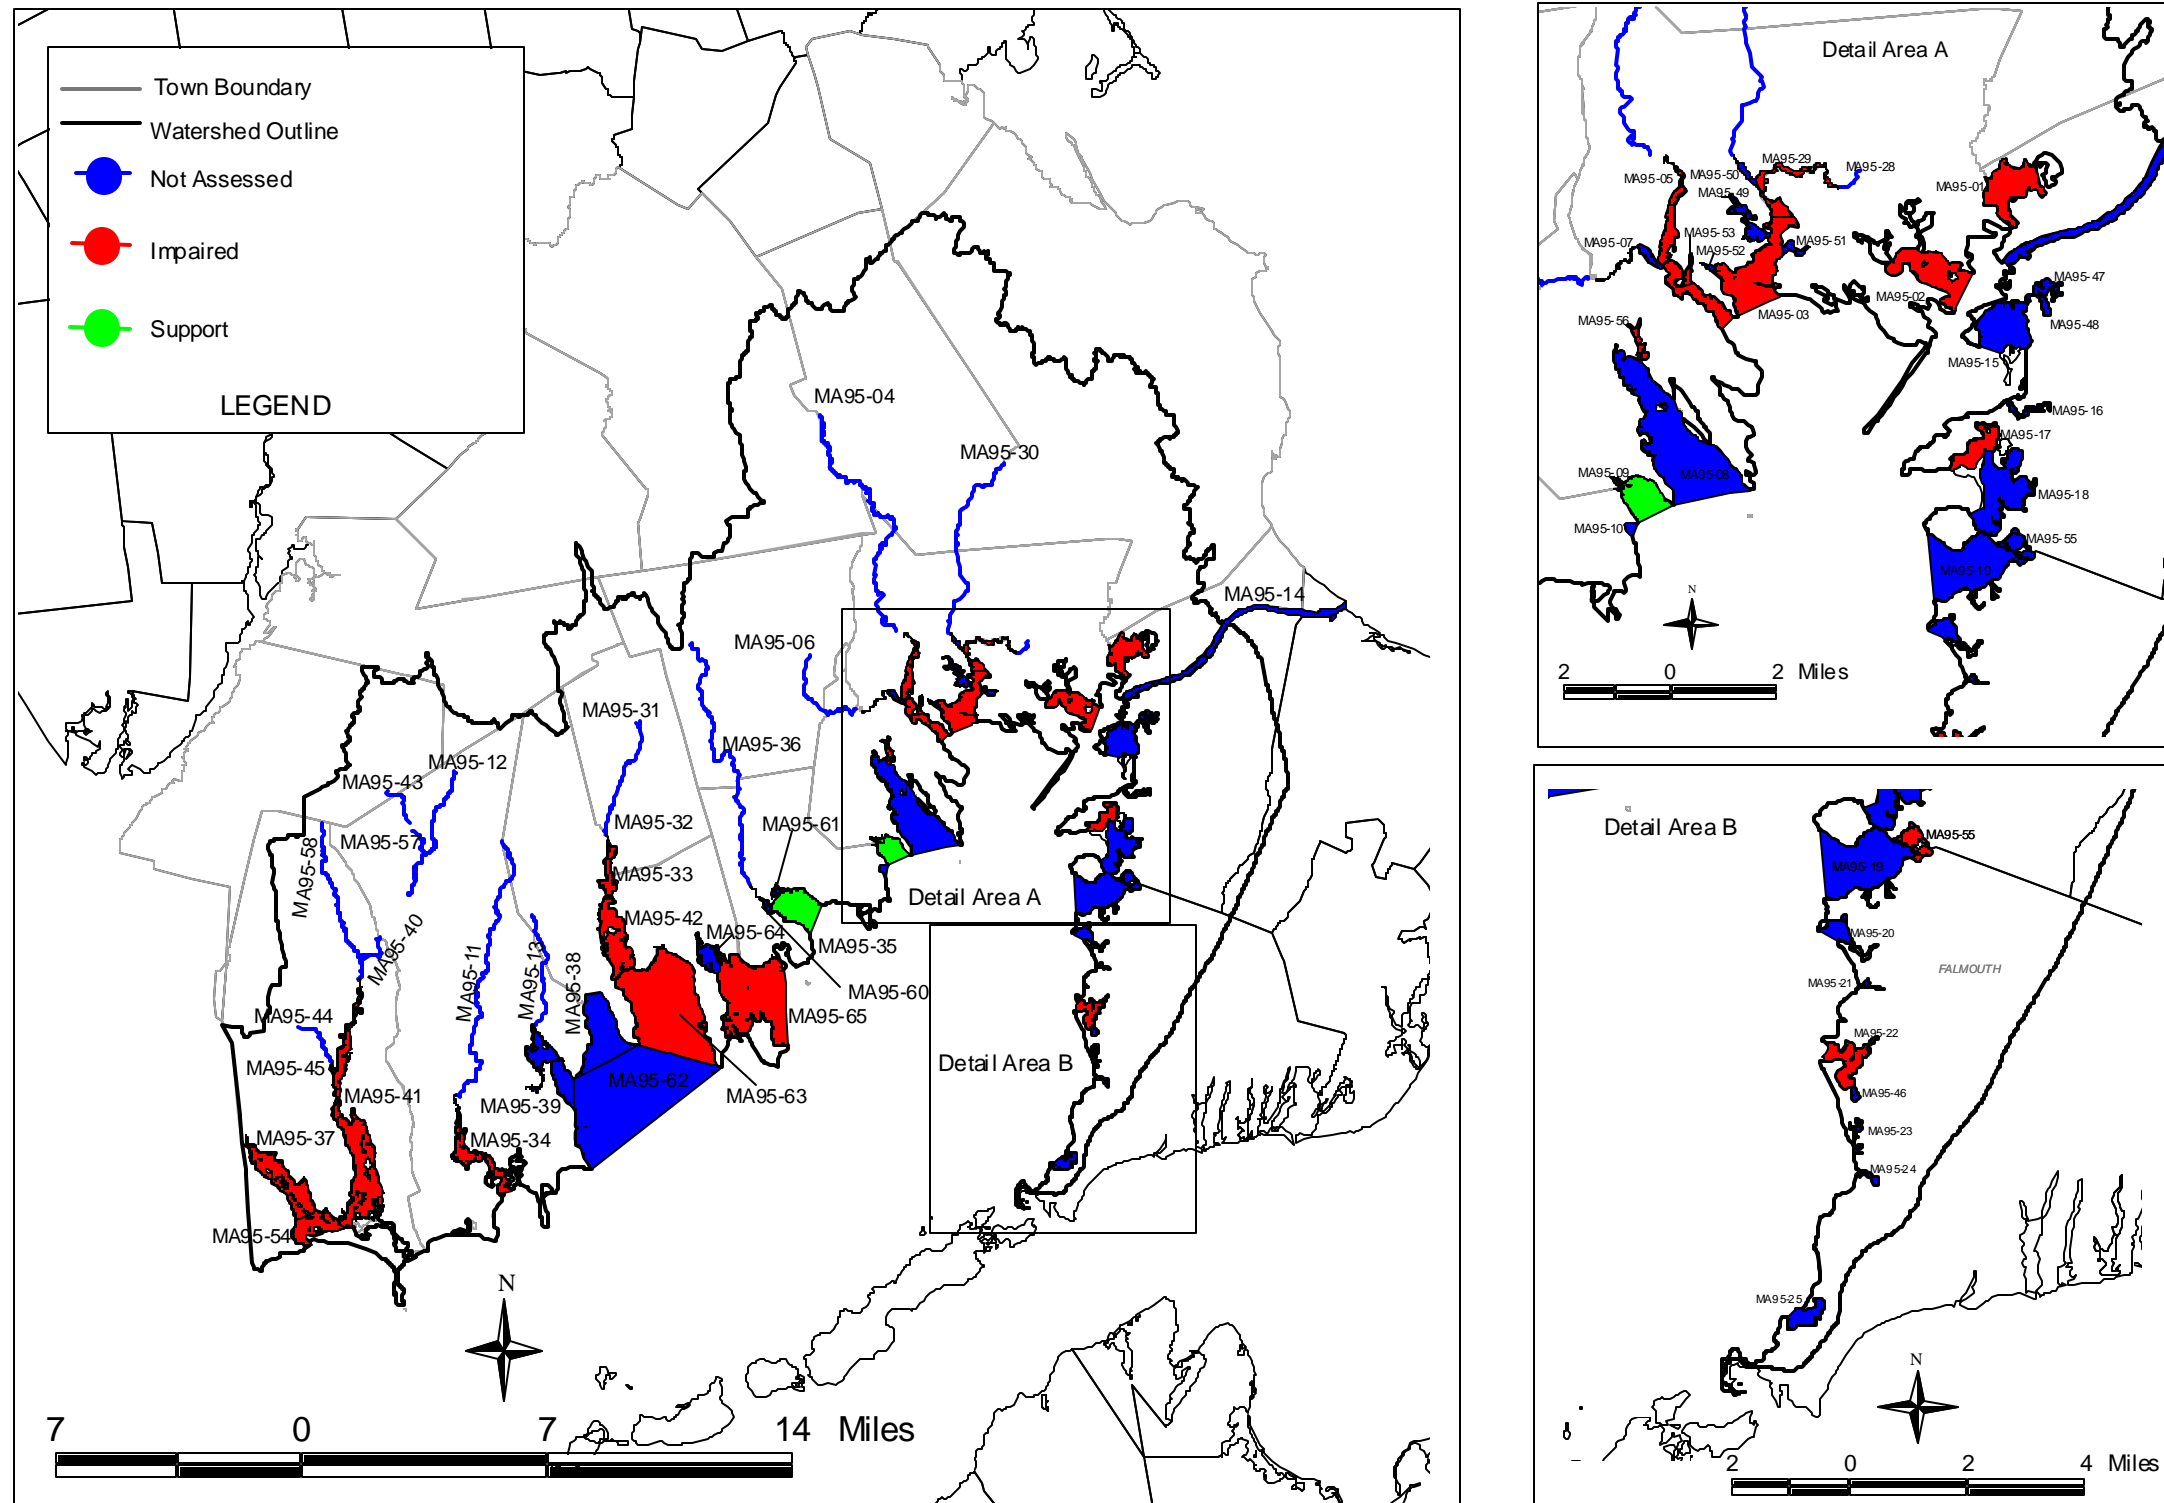 Town Boundary
Watershed Outline
Not Assessed
Impaired
Support
LEGEND
MA95-04
MA95-30
MA95-14
MA95-06
MA95-31
MA95-36
MA95-12
MA95-43
MA95-32
MA95-61
MA95-57
MA95-58
MA95-33
Detail Area A
MA95-42
MA95-64
MA95-35
MA95-40
MA95-11
MA95-13
MA95-38
MA95-60
MA95-44
MA95-65
MA95-45
Detail Area B
MA95-62
MA95-41
MA95-39
MA95-63
MA95-37
MA95-34
MA95-54
N
7 0 7 14 Miles
Detail Area A
MA95-29
MA95-28
MA95-05
MA95-50
MA95-49
MA95-01
MA95-53
MA95-07
MA95-52
MA95-51
MA95-47
MA95-02
MA95-03
MA95-56
MA95-48
MA95-15
MA95-16
MA95-17
MA95-09
MA95-08
MA95-18
MA95-10
MA95-55
MA95-19
N
2 0 2 Miles
Detail Area B
MA95-55
MA95-19
MA95-20
FALMOUTH
MA95-21
MA95-22
MA95-46
MA95-23
MA95-24
MA95-25
N
2 0 2 4 Miles